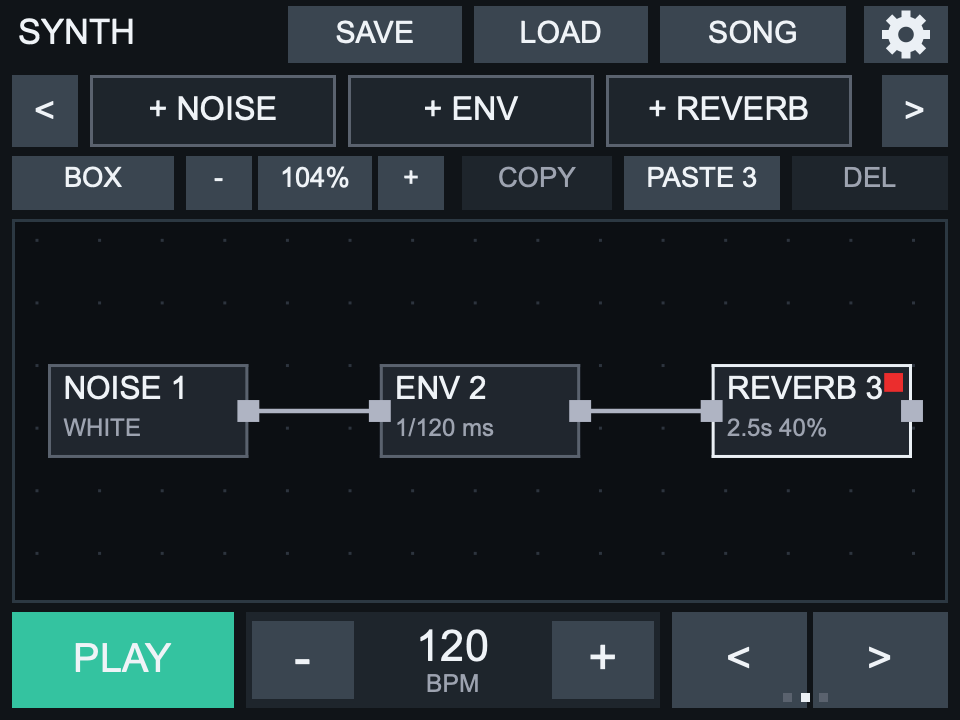 SYNTH SAVE LOAD SONG
< + NOISE + ENV + REVERB >
BOX - 104% + COPY PASTE 3 DEL
NOISE 1 ENV 2 REVERB 3
WHITE 1/120 ms 2.5s 40%
PLAY - 120 + < >
BPM